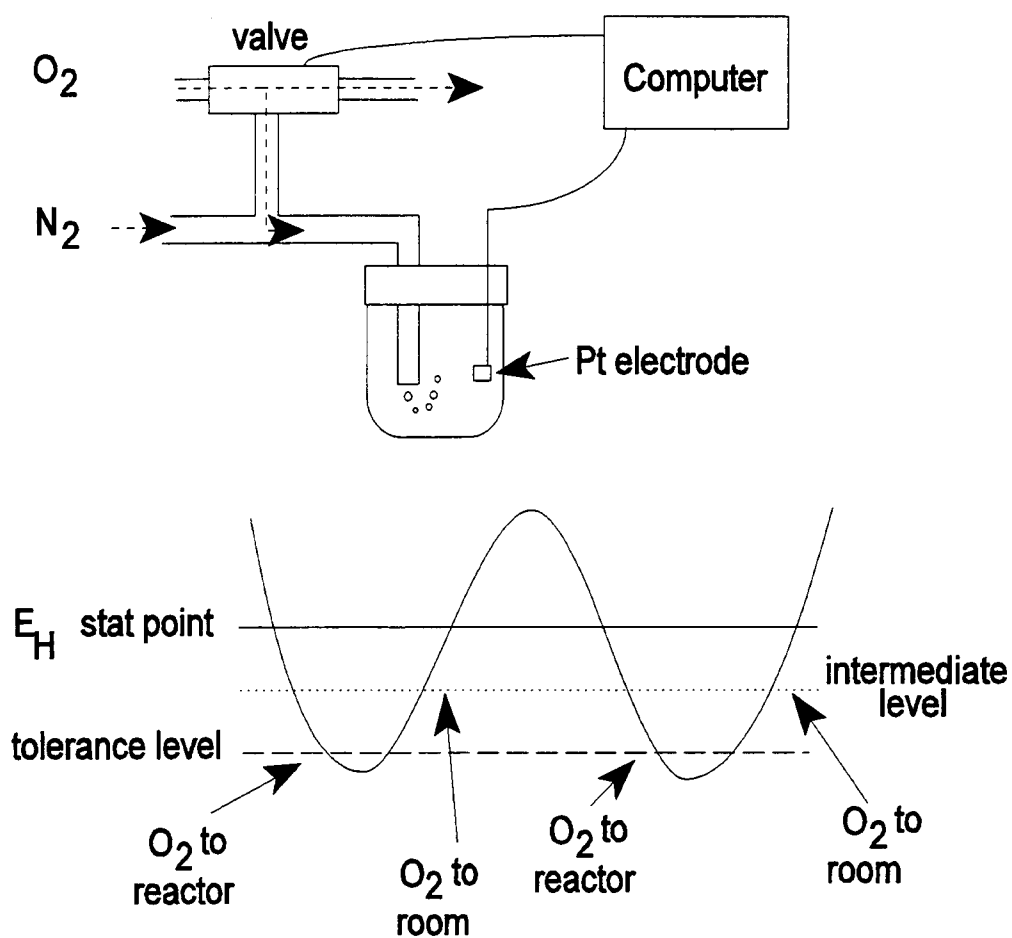 valve
O2
Computer
N2
Pt electrode
EH stat point
intermediate
level
tolerance level
O2 to
reactor
O2 to
room
O2 to
reactor
O2 to
room